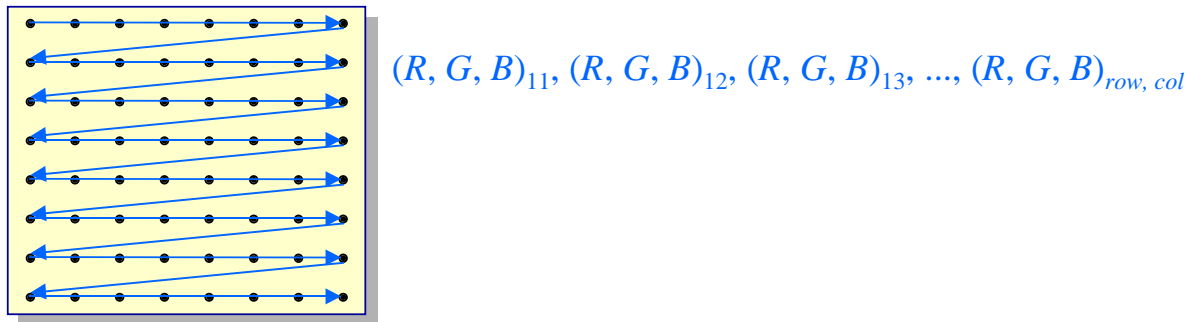 (R, G, B)₁₁, (R, G, B)₁₂, (R, G, B)₁₃, ..., (R, G, B)row, col